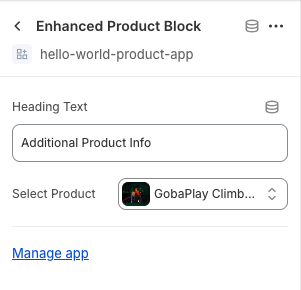 Enhanced Product Block
hello-world-product-app
Heading Text
Additional Product Info
Select Product
GobaPlay Climb...
Manage app